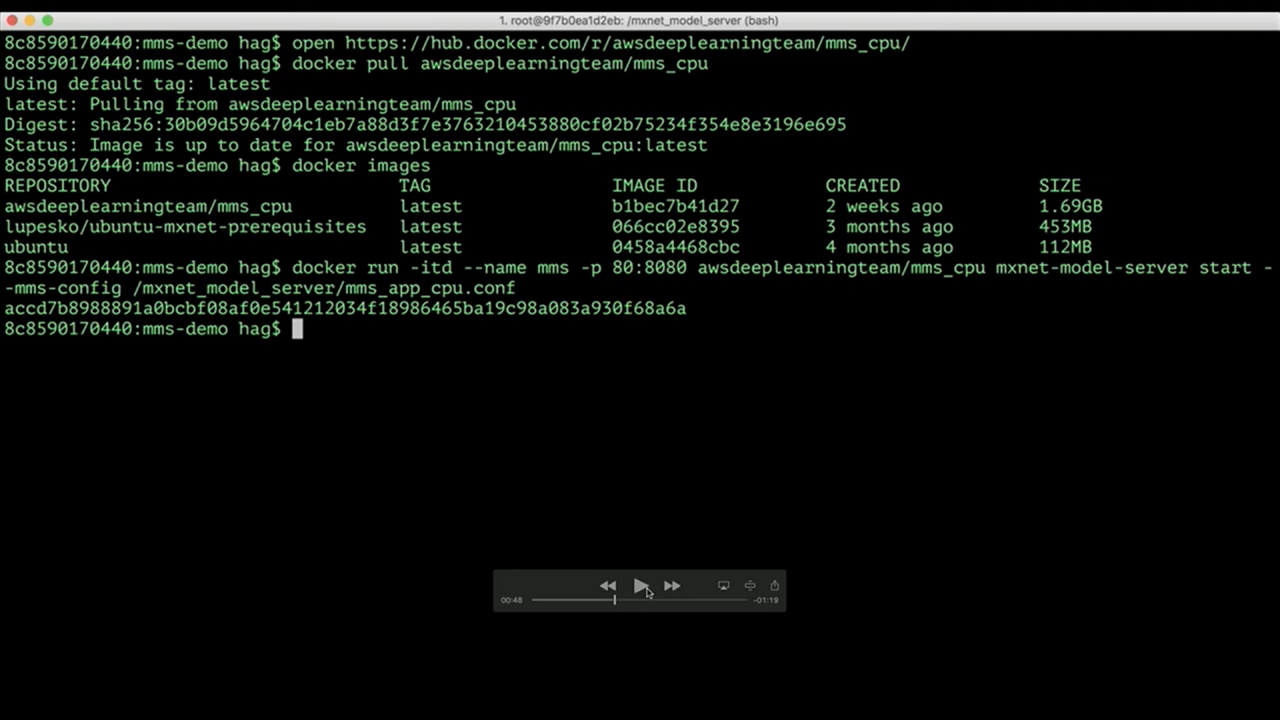 1. root@9f7b0ea1d2eb: /mxnet_model_server (bash)
8c8590170440:mms-demo hag$ open https://hub.docker.com/r/awsdeeplearningteam/mms_cpu/
8c8590170440:mms-demo hag$ docker pull awsdeeplearningteam/mms_cpu
Using default tag: latest
latest: Pulling from awsdeeplearningteam/mms_cpu
Digest: sha256:30b09d5964704c1eb7a88d3f7e3763210453880cf02b75234f354e8e3196e695
Status: Image is up to date for awsdeeplearningteam/mms_cpu:latest
8c8590170440:mms-demo hag$ docker images
REPOSITORY TAG IMAGE ID CREATED SIZE
awsdeeplearningteam/mms_cpu latest b1bec7b41d27 2 weeks ago 1.69GB
lupesko/ubuntu-mxnet-prerequisites latest 066cc02e8395 3 months ago 453MB
ubuntu latest 0458a4468cbc 4 months ago 112MB
8c8590170440:mms-demo hag$ docker run -itd --name mms -p 80:8080 awsdeeplearningteam/mms_cpu mxnet-model-server start -
-mms-config /mxnet_model_server/mms_app_cpu.conf
accd7b8988891a0bcbf08af0e541212034f18986465ba19c98a083a930f68a6a
8c8590170440:mms-demo hag$
00:48 -01:19